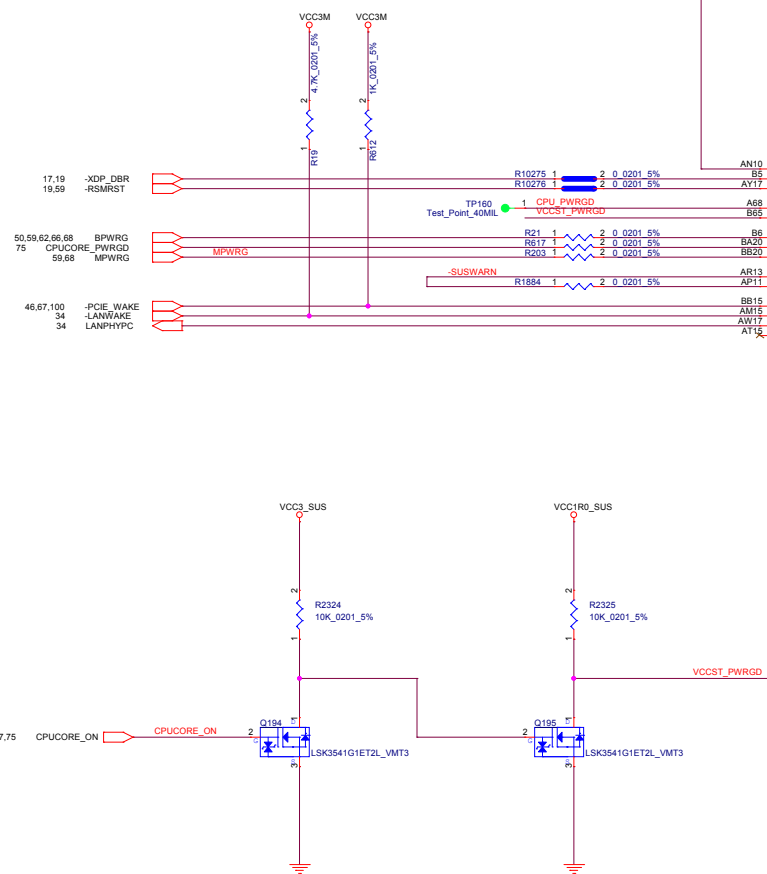 VCC3M VCC3M
4.7K_0201_5%
1K_0201_5%
2 2
1 1
R19
R612
AN10
17,19 -XDP_DBR R10275 1 2 0_0201_5% B5
19,59 -RSMRST R10276 1 2 0_0201_5% AY17
TP160 1 CPU_PWRGD A68
Test_Point_40MIL VCCST_PWRGD B65
50,59,62,66,68 BPWRG R21 1 2 0_0201_5% B6
75 CPUCORE_PWRGD R617 1 2 0_0201_5% BA20
59,68 MPWRG MPWRG R203 1 2 0_0201_5% BB20
-SUSWARN AR13
R1884 1 2 0_0201_5% AP11
46,67,100 -PCIE_WAKE BB15
34 -LANWAKE AM15
34 LANPHYPC AW17
AT15
VCC3_SUS VCC1R0_SUS
2 2
R2324 R2325
10K_0201_5% 10K_0201_5%
1 1
VCCST_PWRGD
1 1
Q194 Q195
7,75 CPUCORE_ON CPUCORE_ON 2 2
LSK3541G1ET2L_VMT3 LSK3541G1ET2L_VMT3
3 3